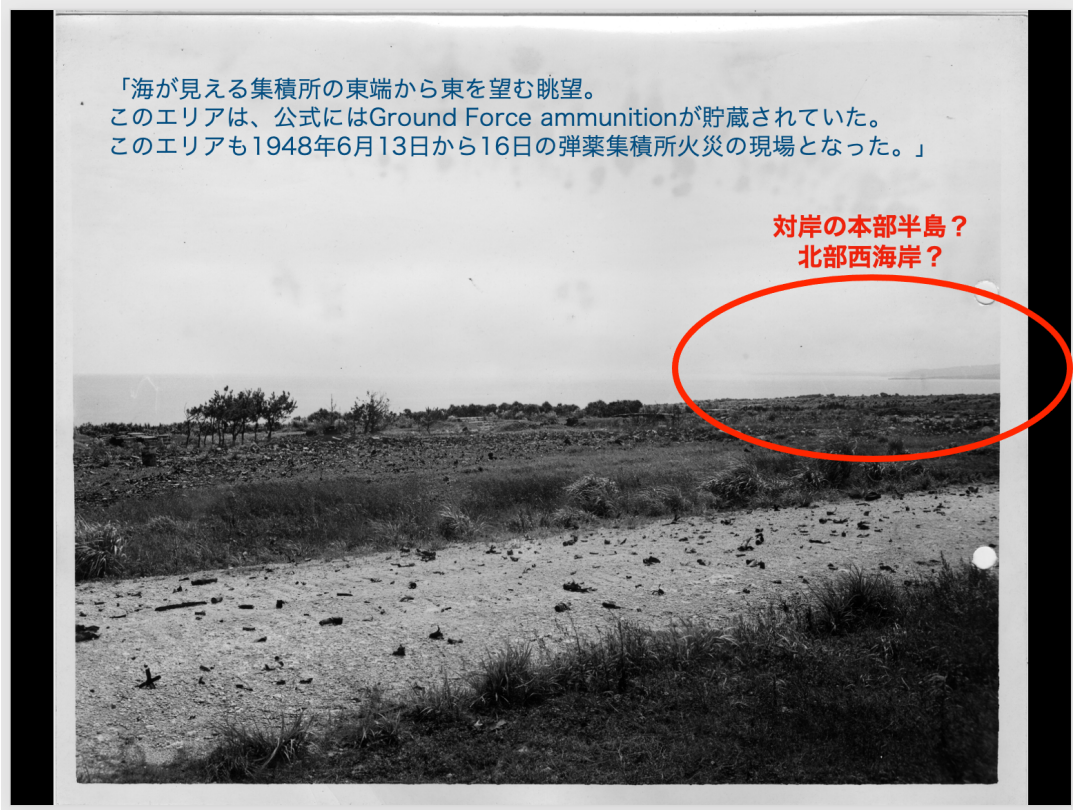 「海が見える集積所の東端から東を望む眺望。
このエリアは、公式にはGround Force ammunitionが貯蔵されていた。
このエリアも1948年6月13日から16日の弾薬集積所火災の現場となった。」
対岸の本部半島？
北部西海岸？